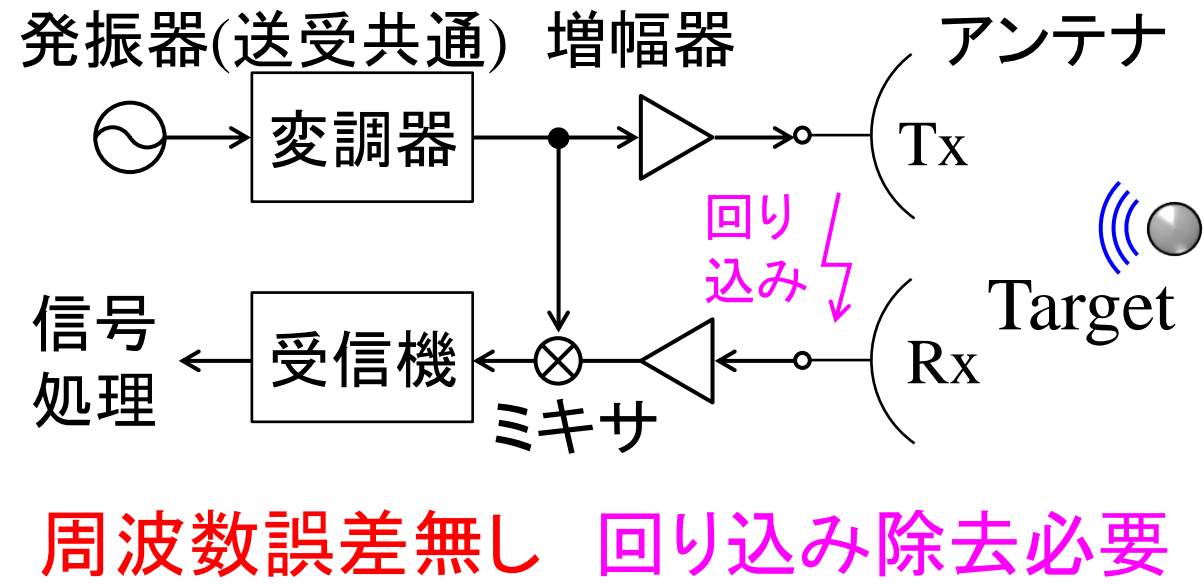 発振器(送受共通) 増幅器 アンテナ
変調器
Tx
回り
込み
Target
信号
処理
受信機
Rx
ミキサ
周波数誤差無し 回り込み除去必要